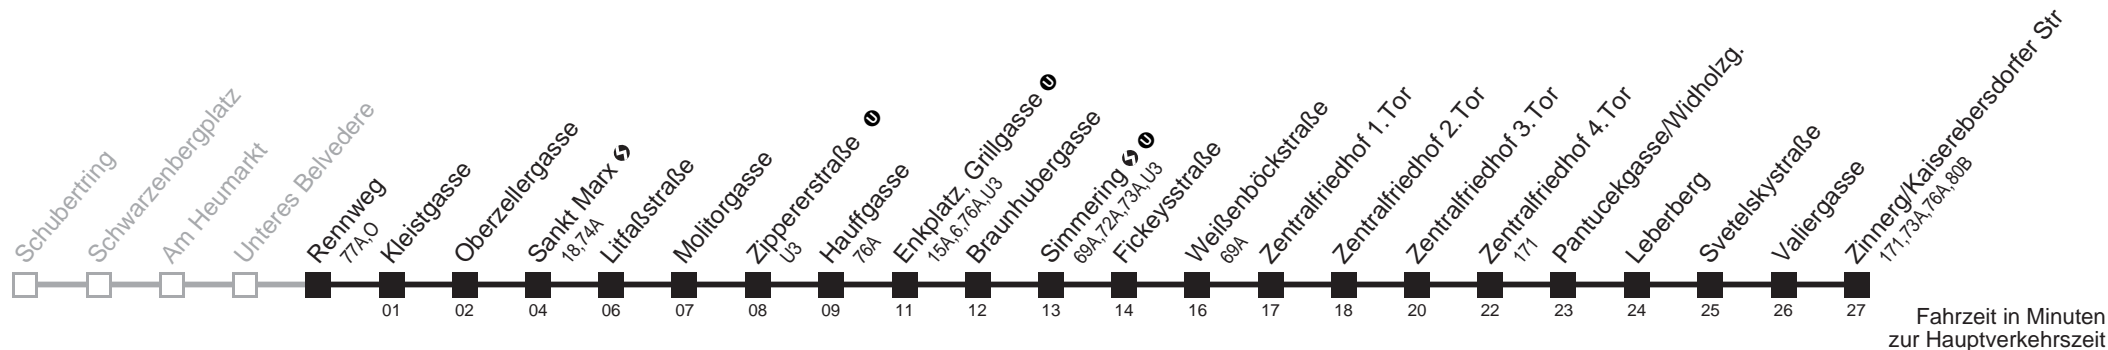 Schubertring
Schwarzenbergplatz
Am Heumarkt
Unteres Belvedere
Rennweg
77A,O
Kleistgasse
Oberzellergasse
Sankt Marx
18,74A
Litfaßstraße
Molitorgasse
Zippererstraße U
U3
Hauffgasse
76A
Enkplatz, Grillgasse U
15A,6,76A,U3
Braunhubergasse
Simmering U
69A,72A,73A,U3
Fickeysstraße
Weißenböckstraße
69A
Zentralfriedhof 1.Tor
Zentralfriedhof 2.Tor
Zentralfriedhof 3.Tor
Zentralfriedhof 4.Tor
171
Pantucekgasse/Widholzg.
Leberberg
Svetelskystraße
Valiergasse
Zinnerg/Kaiserebersdorfer Str
171,73A,76A,80B
01 02 04 06 07 08 09 11 12 13 14 16 17 18 20 22 23 24 25 26 27
Fahrzeit in Minuten
zur Hauptverkehrszeit